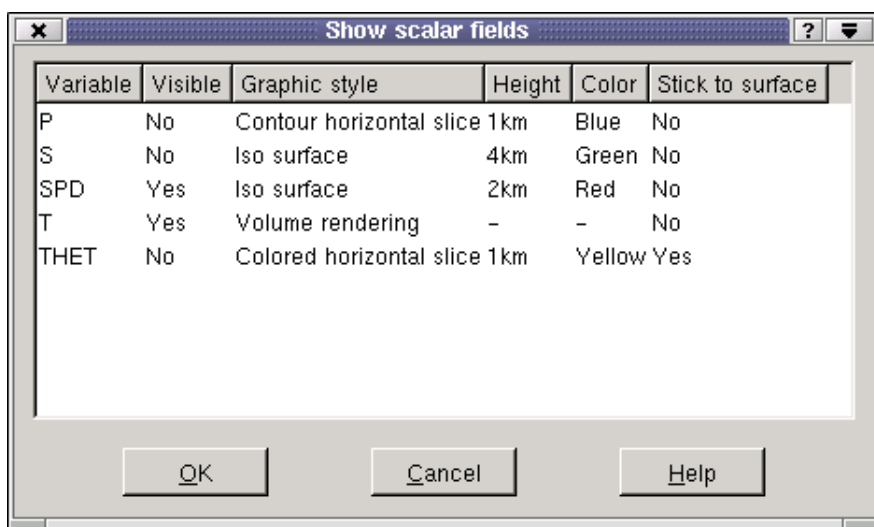 Show scalar fields ?
Variable Visible Graphic style Height Color Stick to surface
P No Contour horizontal slice 1km Blue No
S No Iso surface 4km Green No
SPD Yes Iso surface 2km Red No
T Yes Volume rendering – – No
THET No Colored horizontal slice 1km Yellow Yes
OK Cancel Help